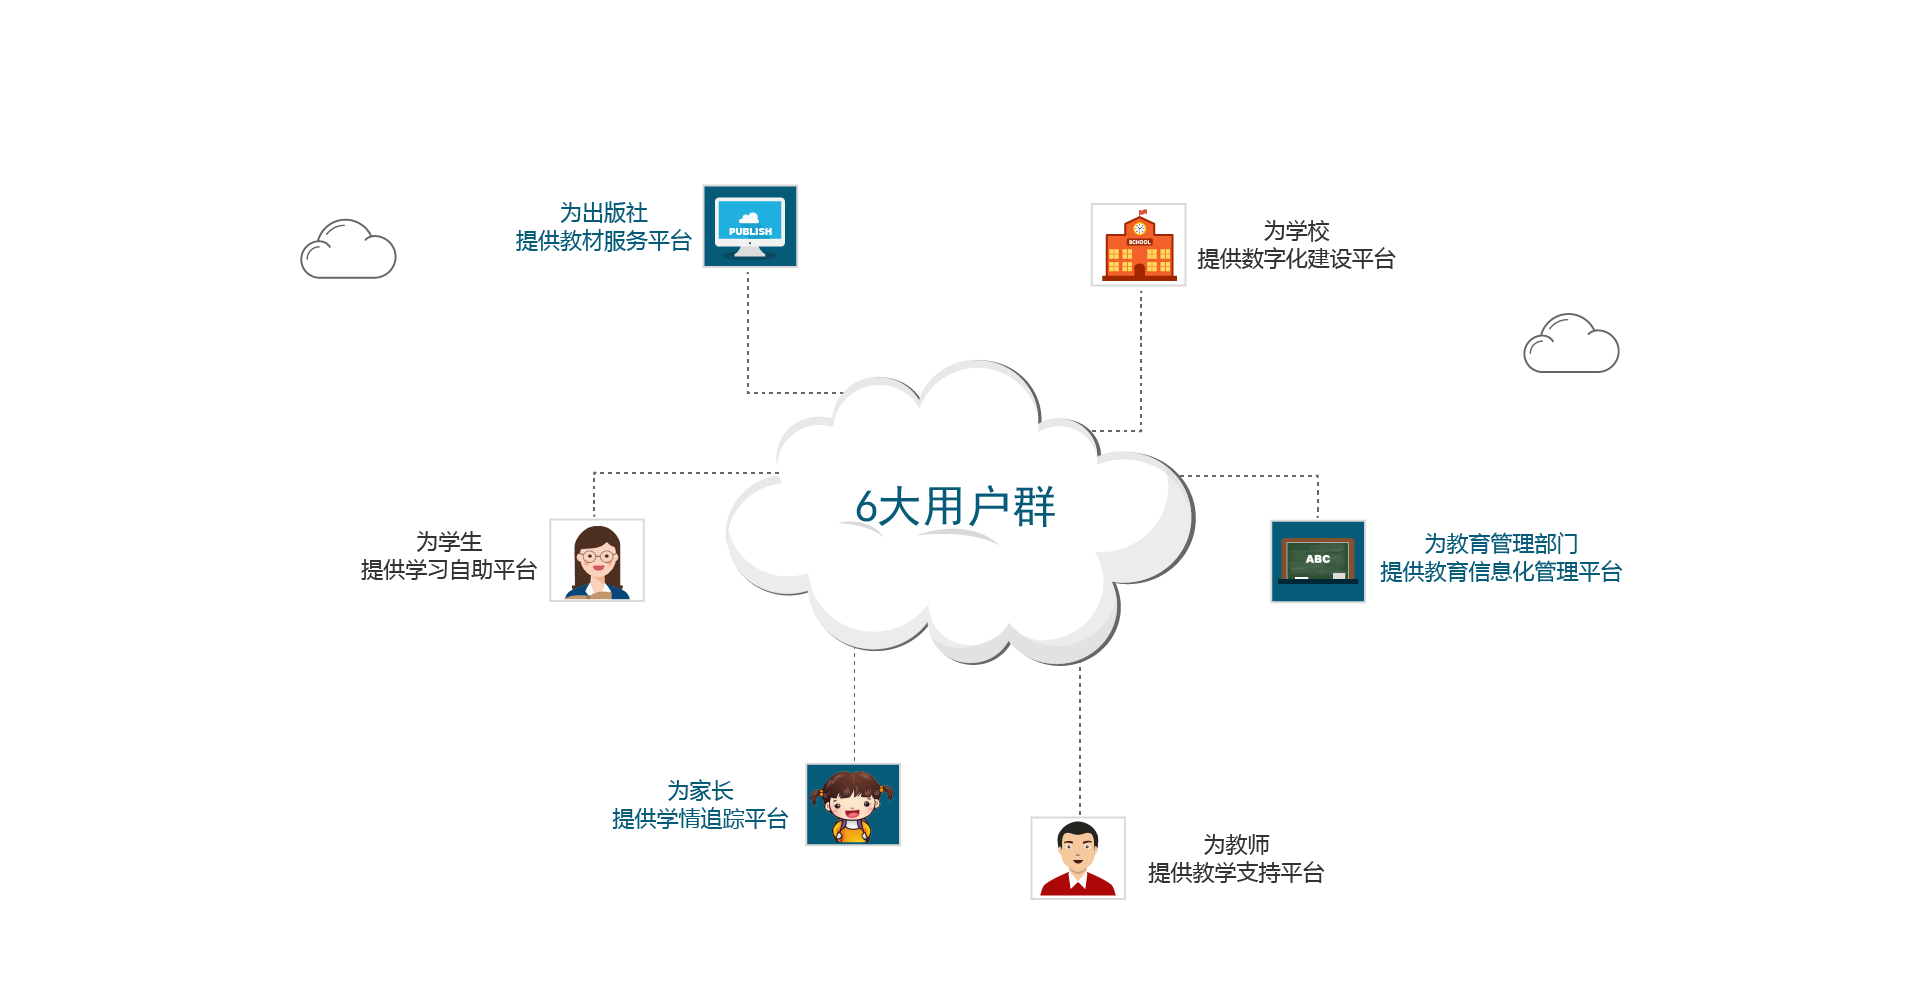 为出版社
提供教材服务平台
PUBLISH
SCHOOL
为学校
提供数字化建设平台
6大用户群
为学生
提供学习自助平台
ABC
为教育管理部门
提供教育信息化管理平台
为家长
提供学情追踪平台
为教师
提供教学支持平台